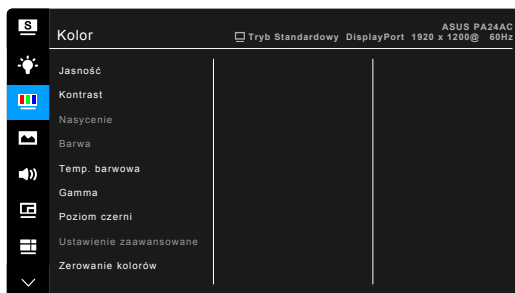 S
Kolor
ASUS PA24AC
Tryb Standardowy DisplayPort 1920 x 1200@ 60Hz
Jasność
Kontrast
Nasycenie
Barwa
Temp. barwowa
Gamma
Poziom czerni
Ustawienie zaawansowane
Zerowanie kolorów